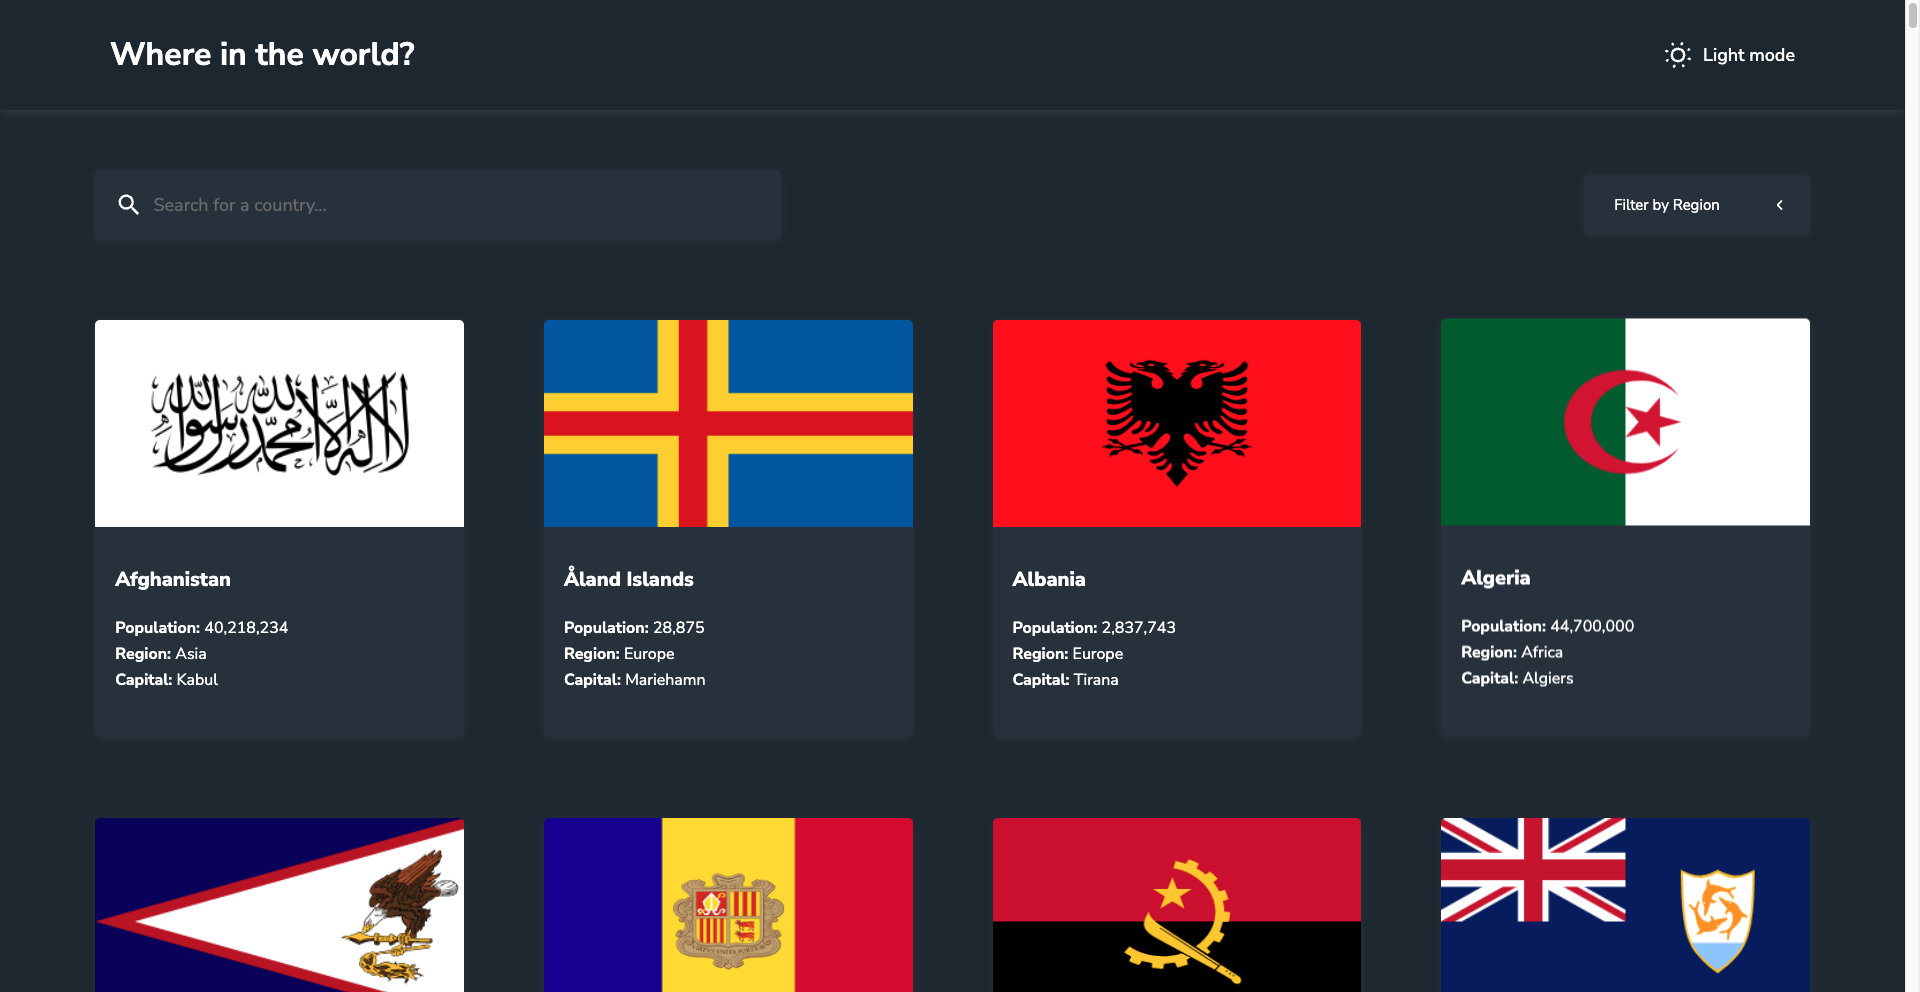 Where in the world?
Light mode
Search for a country...
Filter by Region
لا إله إلا الله محمد رسول الله
Afghanistan
Population: 40,218,234
Region: Asia
Capital: Kabul
Åland Islands
Population: 28,875
Region: Europe
Capital: Mariehamn
Albania
Population: 2,837,743
Region: Europe
Capital: Tirana
Algeria
Population: 44,700,000
Region: Africa
Capital: Algiers